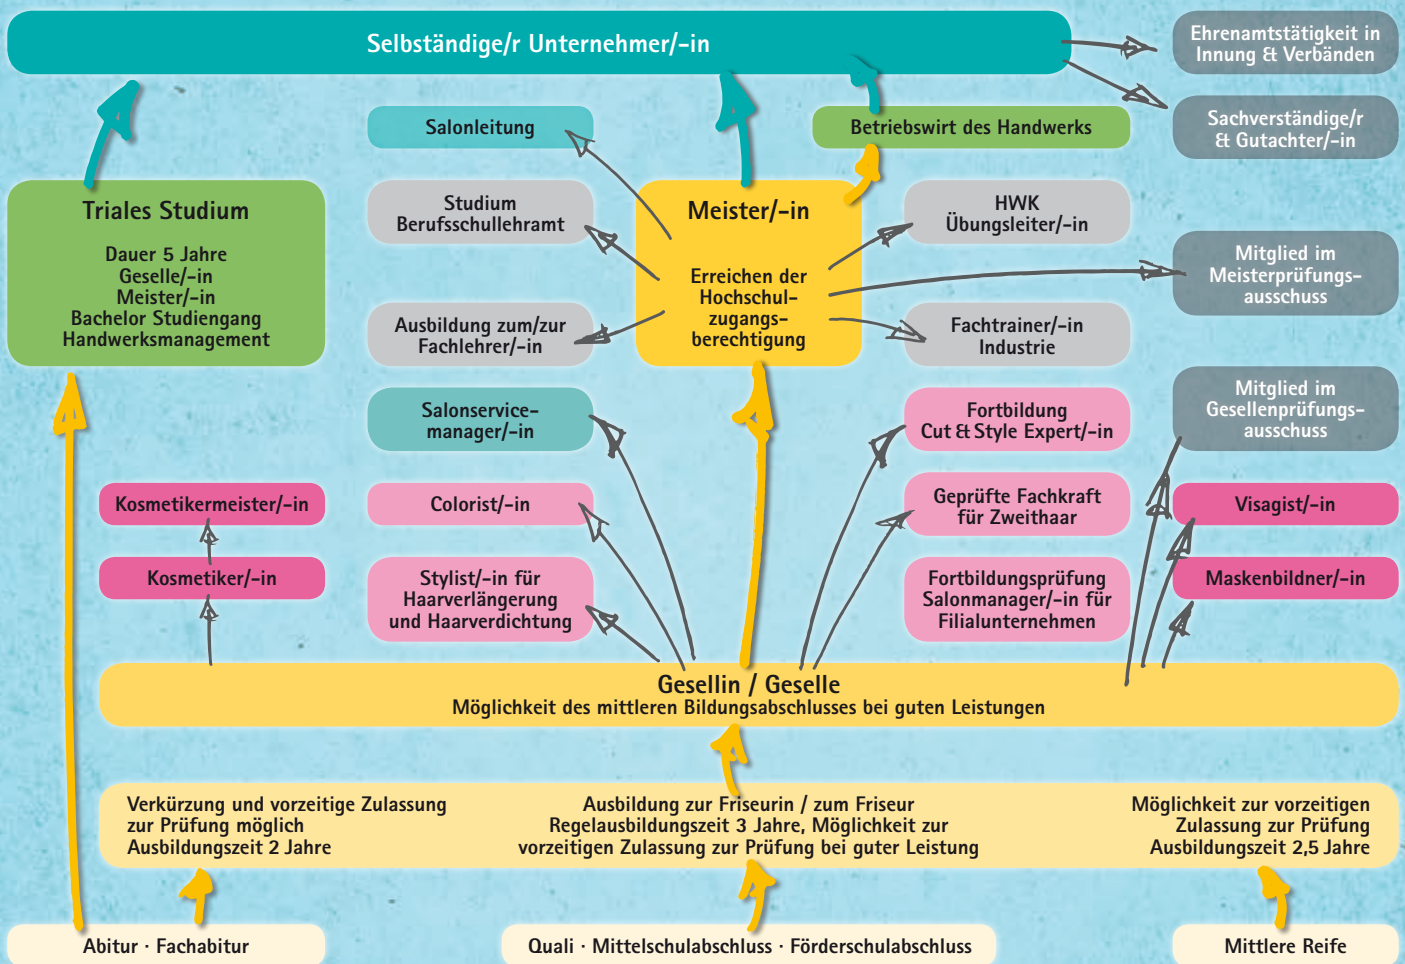 Selbständige/r Unternehmer/-in
Ehrenamtstätigkeit in
Innung & Verbänden
Salonleitung
Betriebswirt des Handwerks
Sachverständige/r
& Gutachter/-in
Triales Studium
Dauer 5 Jahre
Geselle/-in
Meister/-in
Bachelor Studiengang
Handwerksmanagement
Studium
Berufsschullehramt
Meister/-in
Erreichen der
Hochschul-
zugangs-
berechtigung
HWK
Übungsleiter/-in
Mitglied im
Meisterprüfungs-
ausschuss
Ausbildung zum/zur
Fachlehrer/-in
Fachtrainer/-in
Industrie
Salonservice-
manager/-in
Fortbildung
Cut & Style Expert/-in
Mitglied im
Gesellenprüfungs-
ausschuss
Kosmetikermeister/-in
Colorist/-in
Geprüfte Fachkraft
für Zweithaar
Visagist/-in
Kosmetiker/-in
Stylist/-in für
Haarverlängerung
und Haarverdichtung
Fortbildungsprüfung
Salonmanager/-in für
Filialunternehmen
Maskenbildner/-in
Gesellin / Geselle
Möglichkeit des mittleren Bildungsabschlusses bei guten Leistungen
Verkürzung und vorzeitige Zulassung
zur Prüfung möglich
Ausbildungszeit 2 Jahre
Ausbildung zur Friseurin / zum Friseur
Regelausbildungszeit 3 Jahre, Möglichkeit zur
vorzeitigen Zulassung zur Prüfung bei guter Leistung
Möglichkeit zur vorzeitigen
Zulassung zur Prüfung
Ausbildungszeit 2,5 Jahre
Abitur · Fachabitur
Quali · Mittelschulabschluss · Förderschulabschluss
Mittlere Reife